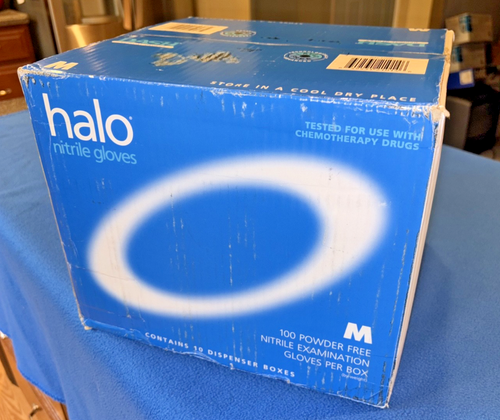 M
STORE IN A COOL DRY PLACE
halo
nitrile gloves
TESTED FOR USE WITH
CHEMOTHERAPY DRUGS
M
100 POWDER FREE
NITRILE EXAMINATION
GLOVES PER BOX
CONTAINS 10 DISPENSER BOXES